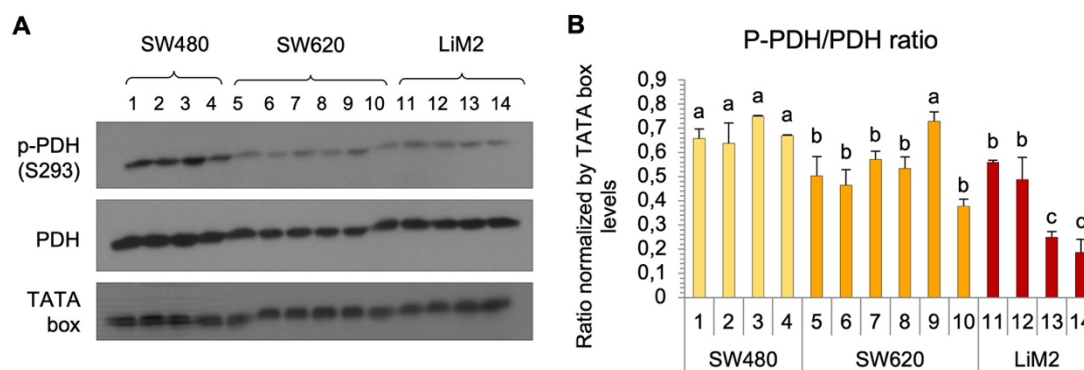 A
SW480 SW620 LiM2
1 2 3 4 5 6 7 8 9 10 11 12 13 14
p-PDH
(S293)
PDH
TATA
box
B
P-PDH/PDH ratio
Ratio normalized by TATA box
levels
0,9
0,8
0,7
0,6
0,5
0,4
0,3
0,2
0,1
0
a a a a b b b b a b b b c c
1 2 3 4 5 6 7 8 9 10 11 12 13 14
SW480 SW620 LiM2